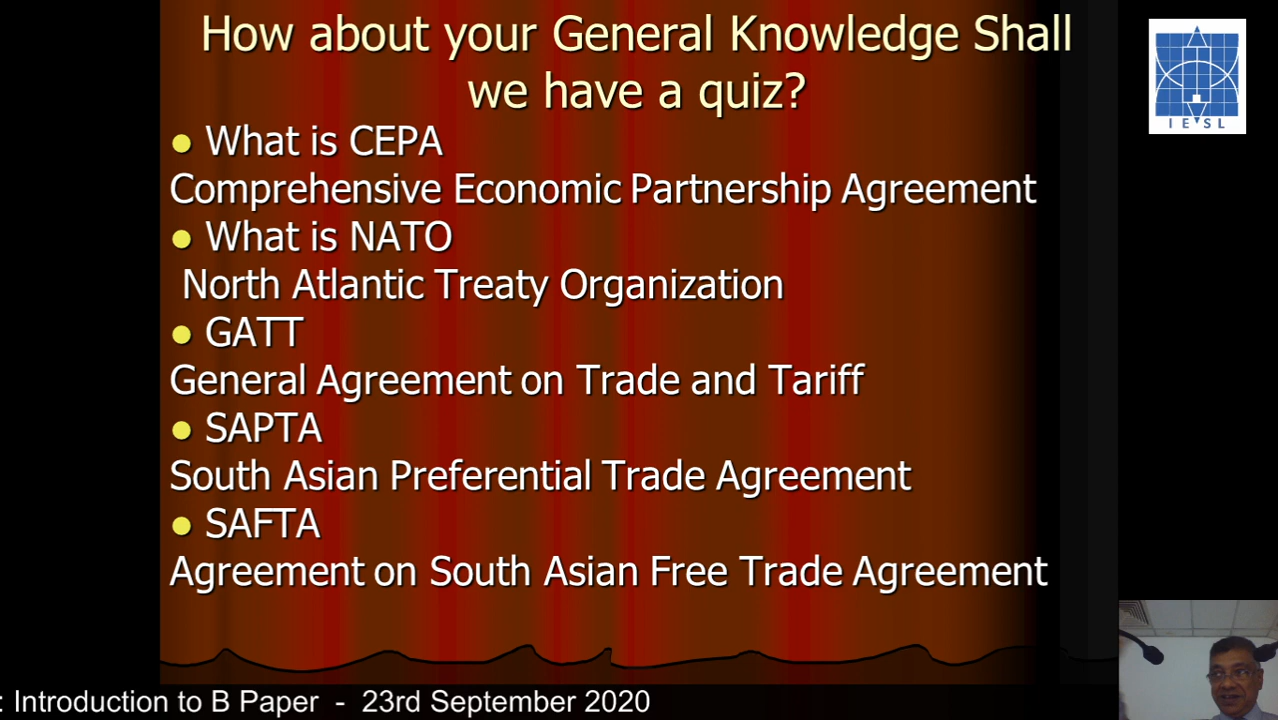 How about your General Knowledge Shall
we have a quiz?
What is CEPA
Comprehensive Economic Partnership Agreement
What is NATO
North Atlantic Treaty Organization
GATT
General Agreement on Trade and Tariff
SAPTA
South Asian Preferential Trade Agreement
SAFTA
Agreement on South Asian Free Trade Agreement
IESL
: Introduction to B Paper - 23rd September 2020